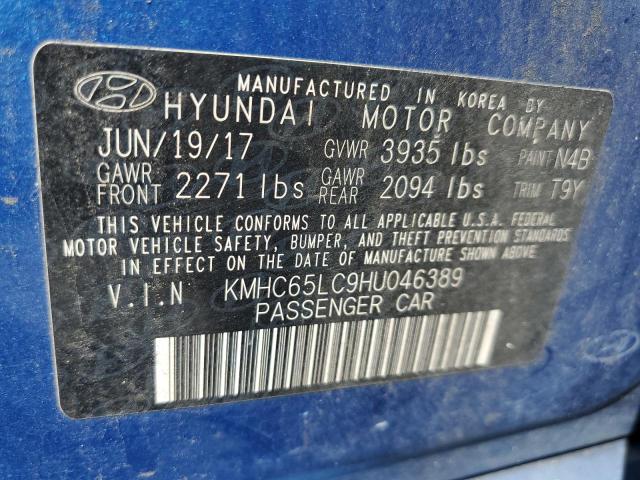 MANUFACTURED IN KOREA BY
HYUNDAI MOTOR COMPANY
JUN/19/17 GVWR 3935 lbs PAINT N4B
GAWR FRONT 2271 lbs GAWR REAR 2094 lbs TRIM T9Y
THIS VEHICLE CONFORMS TO ALL APPLICABLE U.S.A. FEDERAL
MOTOR VEHICLE SAFETY, BUMPER, AND THEFT PREVENTION STANDARDS
IN EFFECT ON THE DATE OF MANUFACTURE SHOWN ABOVE.
V.I.N KMHC65LC9HU046389
PASSENGER CAR